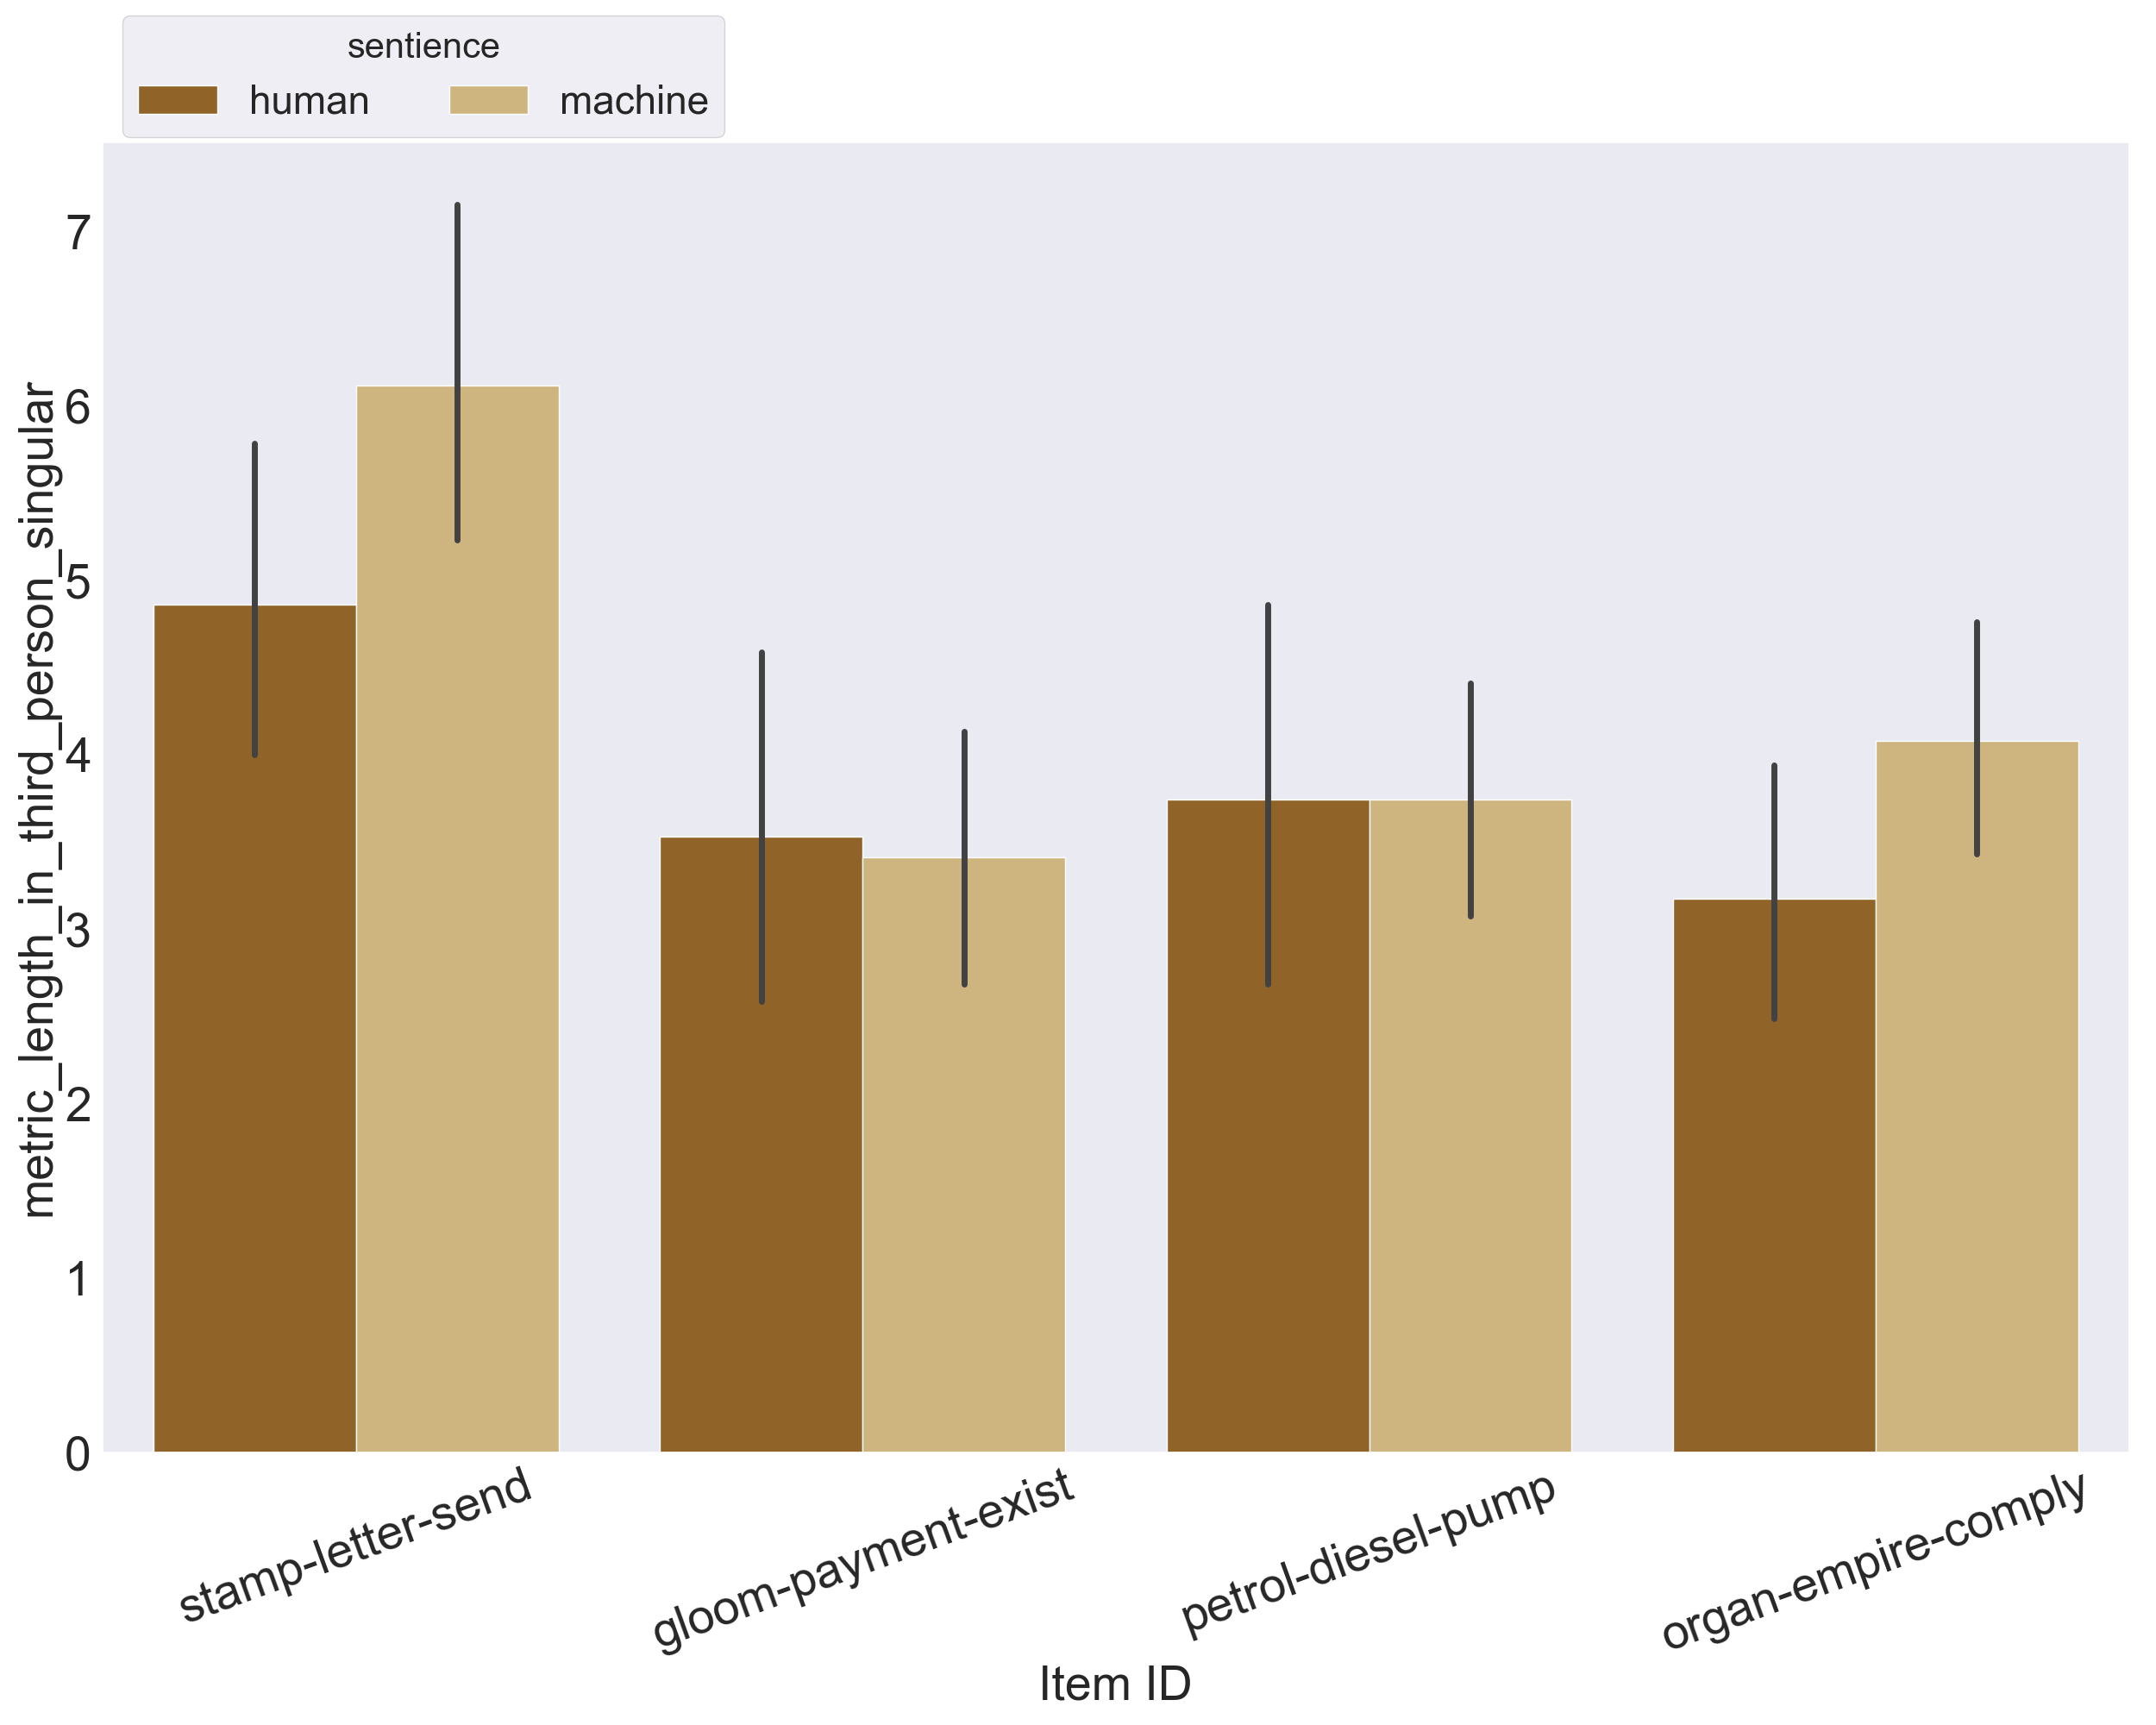 sentience
human machine
metric_length_in_third_person_singular
7
6
5
4
3
2
1
0
stamp-letter-send
gloom-payment-exist
petrol-diesel-pump
organ-empire-comply
Item ID